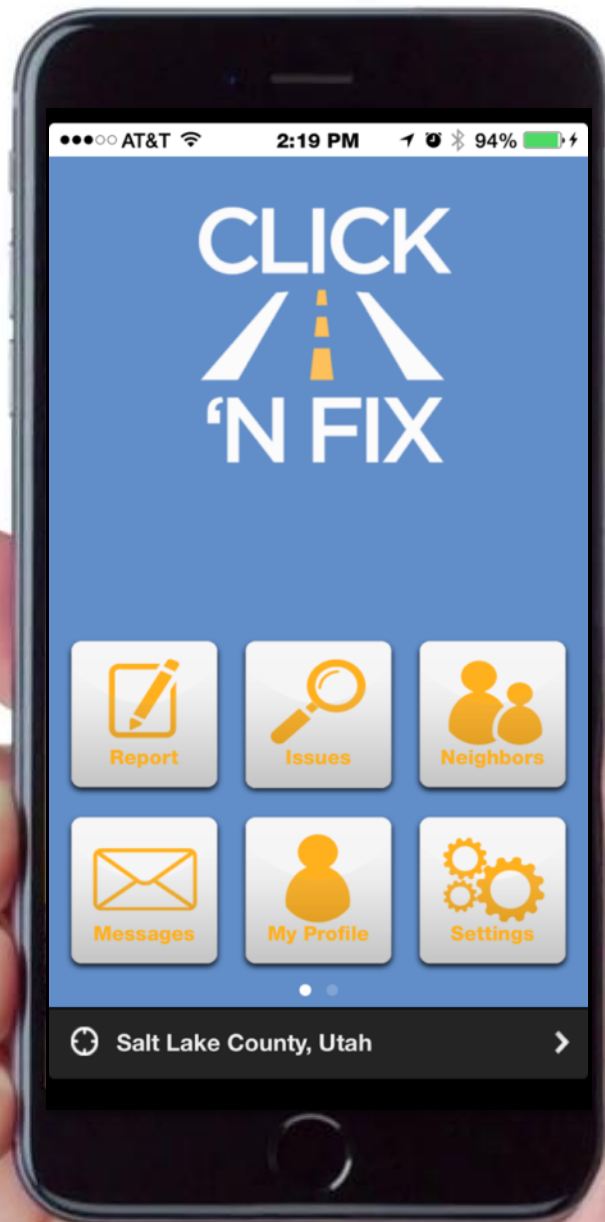 AT&T 2:19 PM 94%
CLICK
‘N FIX
Report Issues Neighbors
Messages My Profile Settings
Salt Lake County, Utah